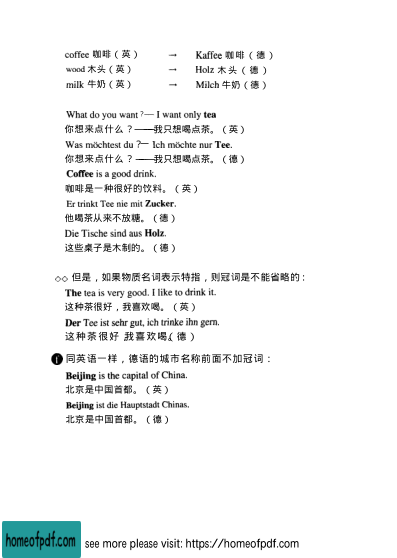 coffee 咖啡（英） → Kaffee 咖啡（德）
wood 木头（英） → Holz 木头（德）
milk 牛奶（英） → Milch 牛奶（德）
What do you want ?— I want only tea
你想来点什么？——我只想喝点茶。（英）
Was möchtest du ?— Ich möchte nur Tee.
你想来点什么？——我只想喝点茶。（德）
Coffee is a good drink.
咖啡是一种很好的饮料。（英）
Er trinkt Tee nie mit Zucker.
他喝茶从来不放糖。（德）
Die Tische sind aus Holz.
这些桌子是木制的。（德）
◇◇ 但是，如果物质名词表示特指，则冠词是不能省略的：
The tea is very good. I like to drink it.
这种茶很好，我喜欢喝。（英）
Der Tee ist sehr gut, ich trinke ihn gern.
这种茶很好，我喜欢喝。（德）
❶ 同英语一样，德语的城市名称前面不加冠词：
Beijing is the capital of China.
北京是中国首都。（英）
Beijing ist die Hauptstadt Chinas.
北京是中国首都。（德）
homeofpdf.com see more please visit: https://homeofpdf.com